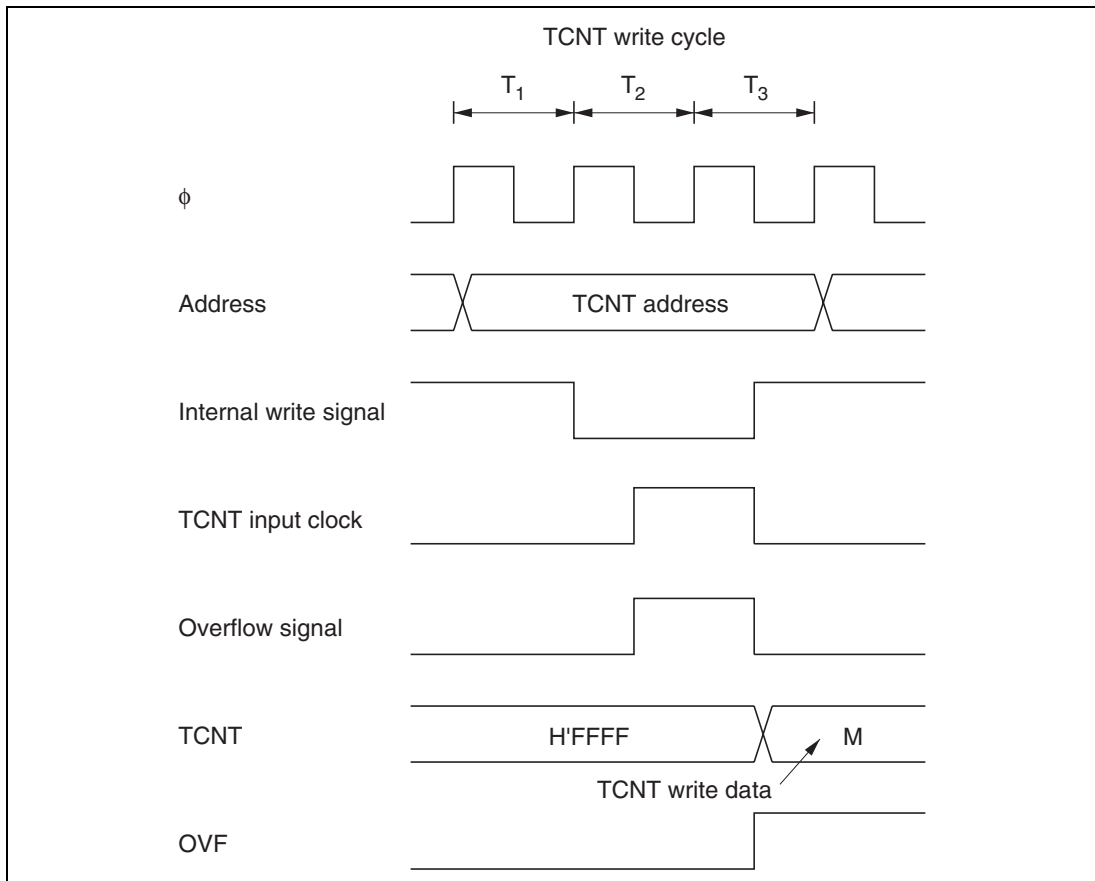 TCNT write cycle
T1 T2 T3
φ
Address
TCNT address
Internal write signal
TCNT input clock
Overflow signal
TCNT
H'FFFF
M
TCNT write data
OVF